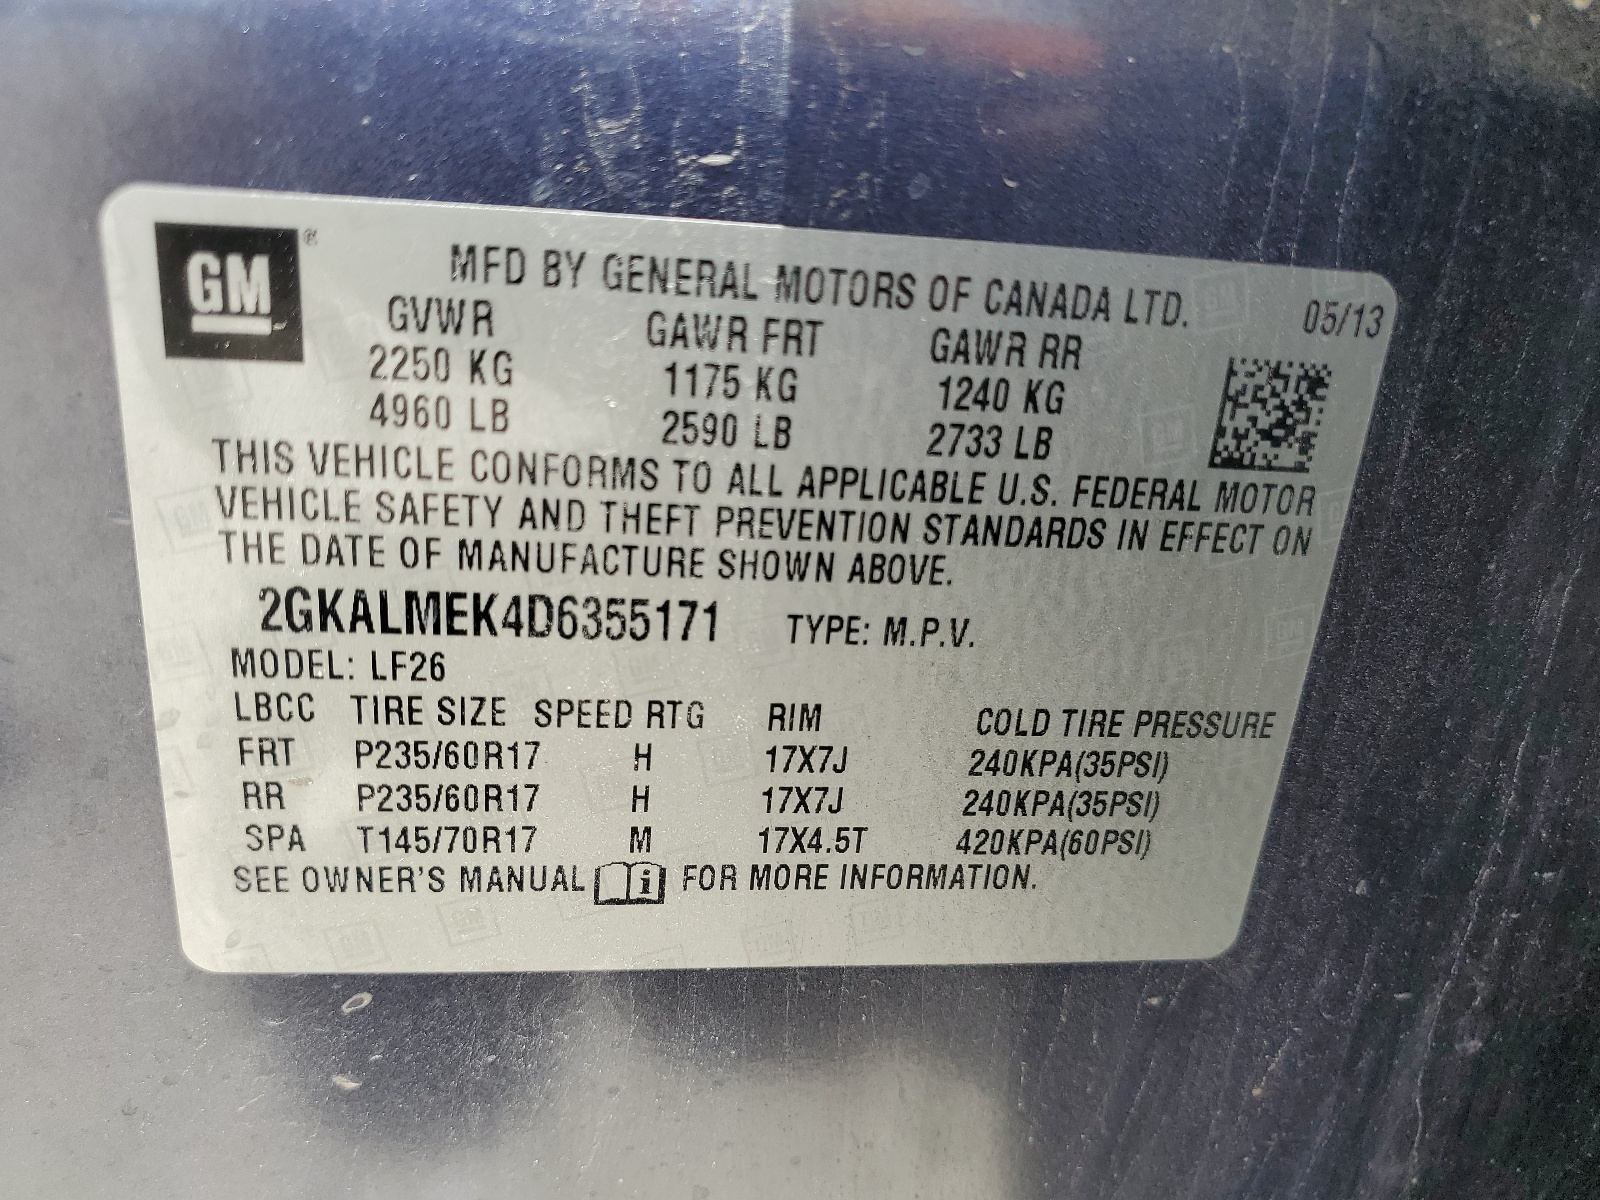 GM ®
MFD BY GENERAL MOTORS OF CANADA LTD. 05/13
GVWR GAWR FRT GAWR RR
2250 KG 1175 KG 1240 KG
4960 LB 2590 LB 2733 LB
THIS VEHICLE CONFORMS TO ALL APPLICABLE U.S. FEDERAL MOTOR
VEHICLE SAFETY AND THEFT PREVENTION STANDARDS IN EFFECT ON
THE DATE OF MANUFACTURE SHOWN ABOVE.
2GKALMEK4D6355171 TYPE: M.P.V.
MODEL: LF26
LBCC TIRE SIZE SPEED RTG RIM COLD TIRE PRESSURE
FRT P235/60R17 H 17X7J 240KPA(35PSI)
RR P235/60R17 H 17X7J 240KPA(35PSI)
SPA T145/70R17 M 17X4.5T 420KPA(60PSI)
SEE OWNER'S MANUAL i FOR MORE INFORMATION.